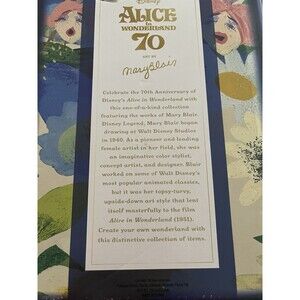 Disney
ALICE
in
WONDERLAND
70
ART BY
Mary Blair
Celebrate the 70th Anniversary of
Disney's Alice in Wonderland with
this one-of-a-kind collection
featuring the works of Mary Blair.
Disney Legend, Mary Blair began
drawing at Walt Disney Studios
in 1940. As a pioneer and leading
female artist in her field, she was
an imaginative color stylist,
concept artist, and designer. Blair
worked on some of Walt Disney's
most popular animated classics,
but it was her topsy-turvy,
upside-down art style that lent
itself masterfully to the film
Alice in Wonderland (1951).
Create your own wonderland with
this distinctive collection of items.